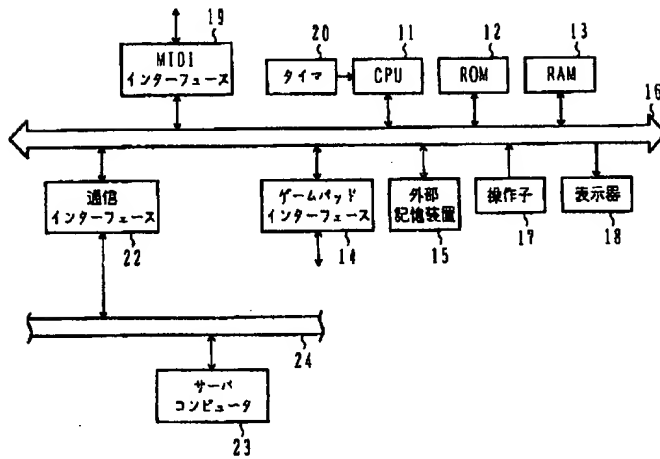 19
20
11
12
13
MIDI
インターフェース
タイマ
CPU
ROM
RAM
16
通信
インターフェース
ゲームパッド
インターフェース
外部
記憶装置
操作子
表示器
22
14
15
17
18
24
サーバ
コンピュータ
23